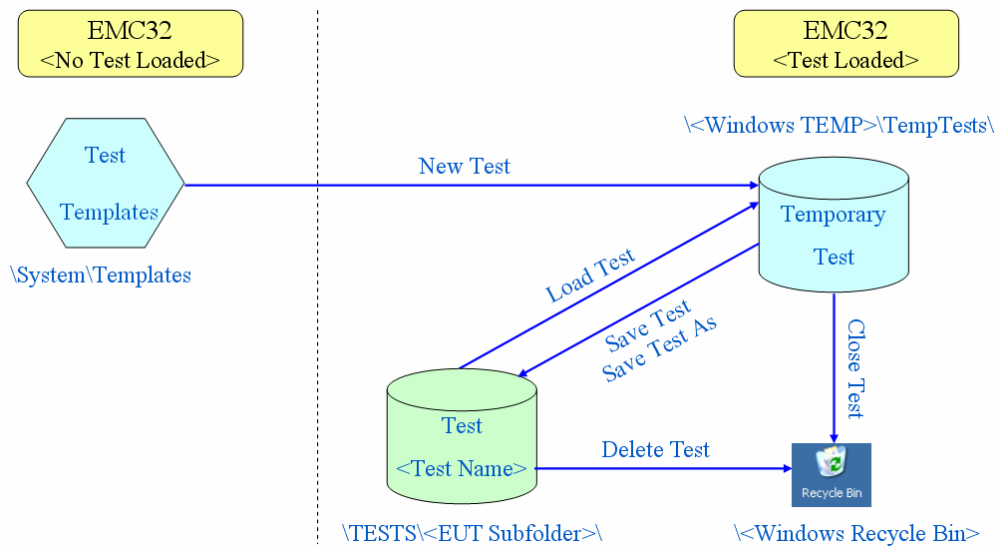 EMC32
<No Test Loaded>
EMC32
<Test Loaded>
\<Windows TEMP>\TempTests\
Test
Templates
\System\Templates
New Test
Temporary
Test
Load Test
Save Test
Save Test As
Close Test
Test
<Test Name>
Delete Test
Recycle Bin
\TESTS\<EUT Subfolder>\
\<Windows Recycle Bin>